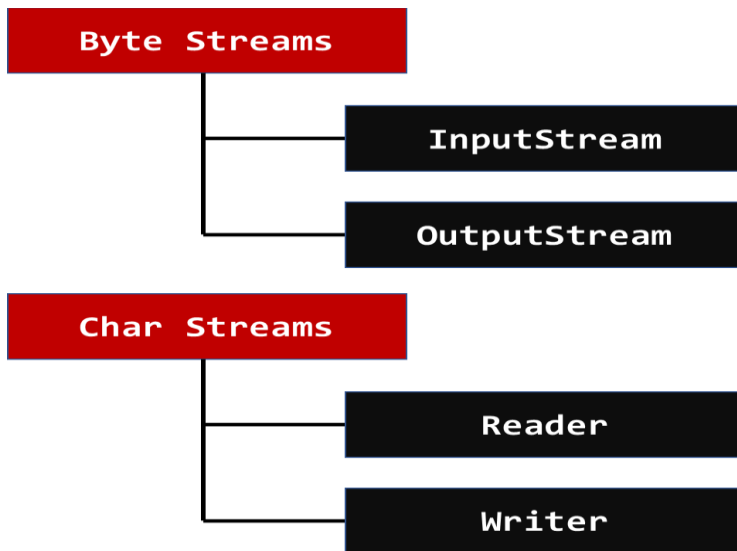 Byte Streams
InputStream
OutputStream
Char Streams
Reader
Writer